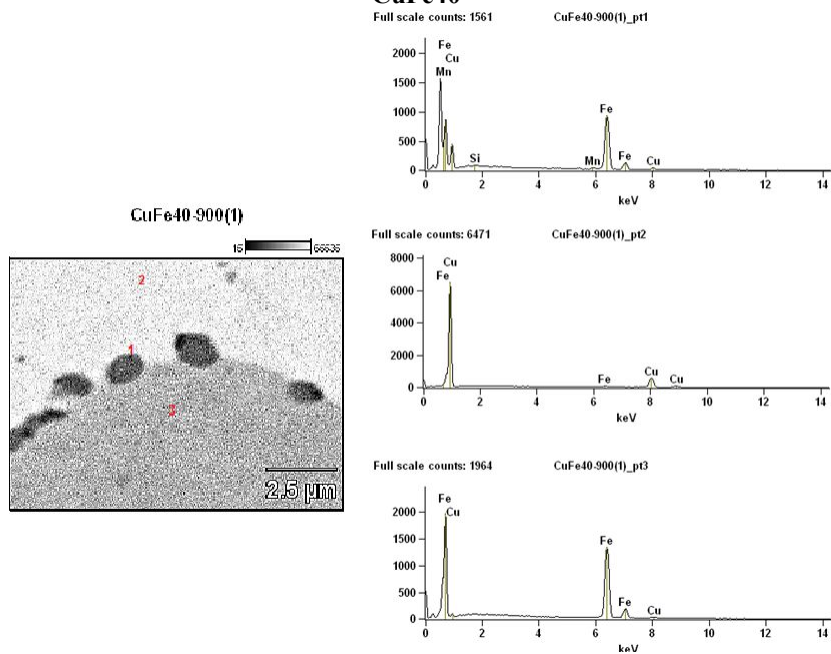 CuFe40
Full scale counts: 1561 CuFe40-900(1)_pt1
Fe
Cu
Mn
Si
Mn
Fe
Fe
Cu
2000
1500
1000
500
0
0 2 4 6 8 10 12 14
keV
CuFe40-900(1)
15 65535
2
1
3
2.5 µm
Full scale counts: 6471 CuFe40-900(1)_pt2
Cu
Fe
Fe
Cu
Cu
8000
6000
4000
2000
0
0 2 4 6 8 10 12 14
keV
Full scale counts: 1964 CuFe40-900(1)_pt3
Fe
Cu
Fe
Fe
Cu
2000
1500
1000
500
0
0 2 4 6 8 10 12 14
keV